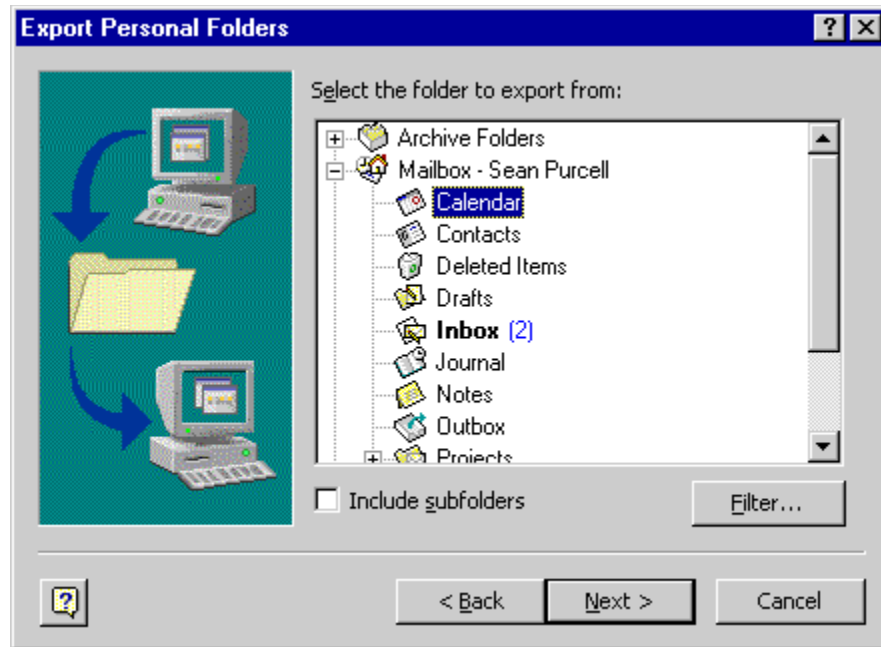 Export Personal Folders
Select the folder to export from:
Archive Folders
Mailbox - Sean Purcell
Calendar
Contacts
Deleted Items
Drafts
Inbox (2)
Journal
Notes
Outbox
Projects
Include subfolders
Filter...
< Back
Next >
Cancel